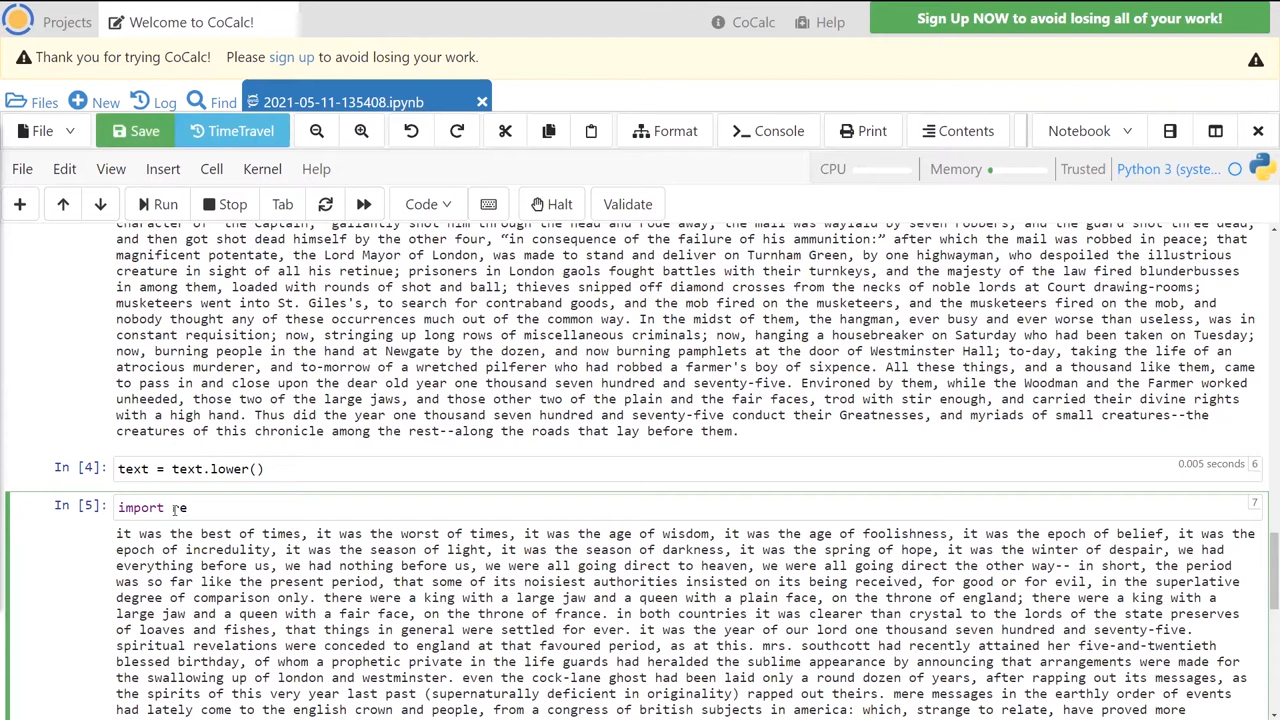 Projects Welcome to CoCalc! CoCalc Help Sign Up NOW to avoid losing all of your work!
Thank you for trying CoCalc! Please sign up to avoid losing your work.
Files New Log Find 2021-05-11-135408.ipynb
File Save TimeTravel Format Console Print Contents Notebook
File Edit View Insert Cell Kernel Help CPU Memory Trusted Python 3 (syste...
Run Stop Tab Code Halt Validate
character of "the Captain," gallantly shot him through the head and rode away; the mail was waylaid by seven robbers, and the guard shot three dead,
and then got shot dead himself by the other four, “in consequence of the failure of his ammunition:” after which the mail was robbed in peace; that
magnificent potentate, the Lord Mayor of London, was made to stand and deliver on Turnham Green, by one highwayman, who despoiled the illustrious
creature in sight of all his retinue; prisoners in London gaols fought battles with their turnkeys, and the majesty of the law fired blunderbusses
in among them, loaded with rounds of shot and ball; thieves snipped off diamond crosses from the necks of noble lords at Court drawing-rooms;
musketeers went into St. Giles's, to search for contraband goods, and the mob fired on the musketeers, and the musketeers fired on the mob, and
nobody thought any of these occurrences much out of the common way. In the midst of them, the hangman, ever busy and ever worse than useless, was in
constant requisition; now, stringing up long rows of miscellaneous criminals; now, hanging a housebreaker on Saturday who had been taken on Tuesday;
now, burning people in the hand at Newgate by the dozen, and now burning pamphlets at the door of Westminster Hall; to-day, taking the life of an
atrocious murderer, and to-morrow of a wretched pilferer who had robbed a farmer's boy of sixpence. All these things, and a thousand like them, came
to pass in and close upon the dear old year one thousand seven hundred and seventy-five. Environed by them, while the Woodman and the Farmer worked
unheeded, those two of the large jaws, and those other two of the plain and the fair faces, trod with stir enough, and carried their divine rights
with a high hand. Thus did the year one thousand seven hundred and seventy-five conduct their Greatnesses, and myriads of small creatures--the
creatures of this chronicle among the rest--along the roads that lay before them.
In [4]: text = text.lower() 0.005 seconds 6
In [5]: import re 7
it was the best of times, it was the worst of times, it was the age of wisdom, it was the age of foolishness, it was the epoch of belief, it was the
epoch of incredulity, it was the season of light, it was the season of darkness, it was the spring of hope, it was the winter of despair, we had
everything before us, we had nothing before us, we were all going direct to heaven, we were all going direct the other way-- in short, the period
was so far like the present period, that some of its noisiest authorities insisted on its being received, for good or for evil, in the superlative
degree of comparison only. there were a king with a large jaw and a queen with a plain face, on the throne of england; there were a king with a
large jaw and a queen with a fair face, on the throne of france. in both countries it was clearer than crystal to the lords of the state preserves
of loaves and fishes, that things in general were settled for ever. it was the year of our lord one thousand seven hundred and seventy-five.
spiritual revelations were conceded to england at that favoured period, as at this. mrs. southcott had recently attained her five-and-twentieth
blessed birthday, of whom a prophetic private in the life guards had heralded the sublime appearance by announcing that arrangements were made for
the swallowing up of london and westminster. even the cock-lane ghost had been laid only a round dozen of years, after rapping out its messages, as
the spirits of this very year last past (supernaturally deficient in originality) rapped out theirs. mere messages in the earthly order of events
had lately come to the english crown and people, from a congress of british subjects in america: which, strange to relate, have proved more